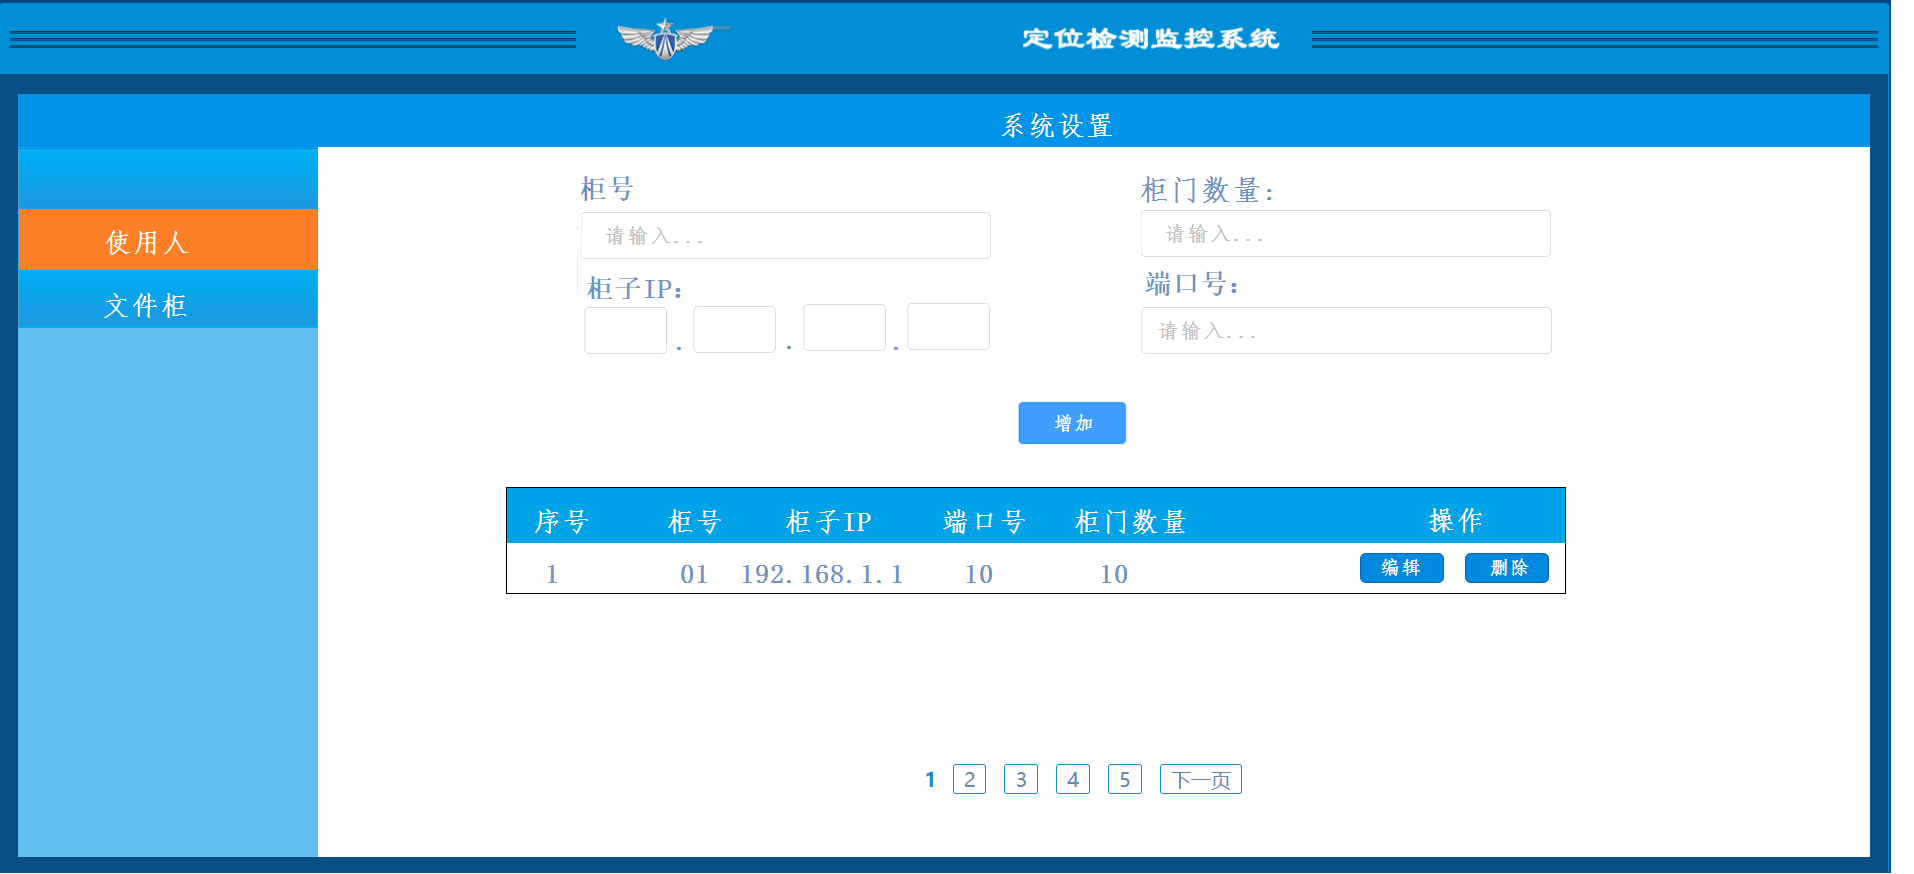 定位检测监控系统
系统设置
使用人
文件柜
柜号
请输入...
柜门数量:
请输入...
柜子IP:
. . .
端口号:
请输入...
增加
序号 柜号 柜子IP 端口号 柜门数量 操作
1 01 192.168.1.1 10 10 编辑 删除
1 2 3 4 5 下一页